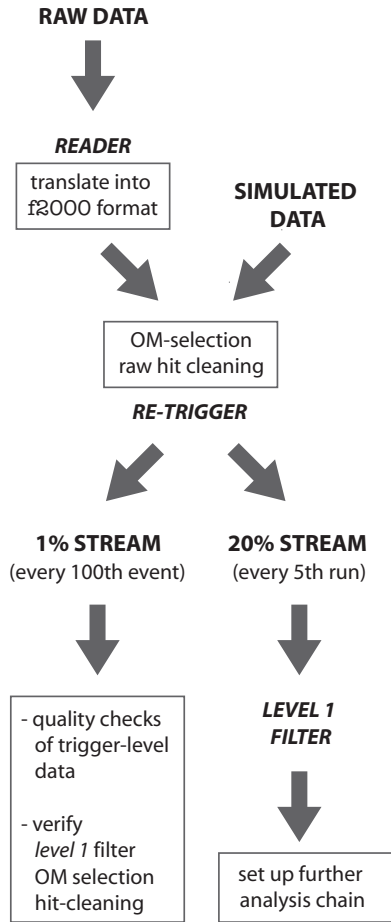 RAW DATA
READER
translate into
f2000 format
SIMULATED
DATA
OM-selection
raw hit cleaning
RE-TRIGGER
1% STREAM
(every 100th event)
20% STREAM
(every 5th run)
- quality checks
of trigger-level
data
- verify
level 1 filter
OM selection
hit-cleaning
LEVEL 1
FILTER
set up further
analysis chain